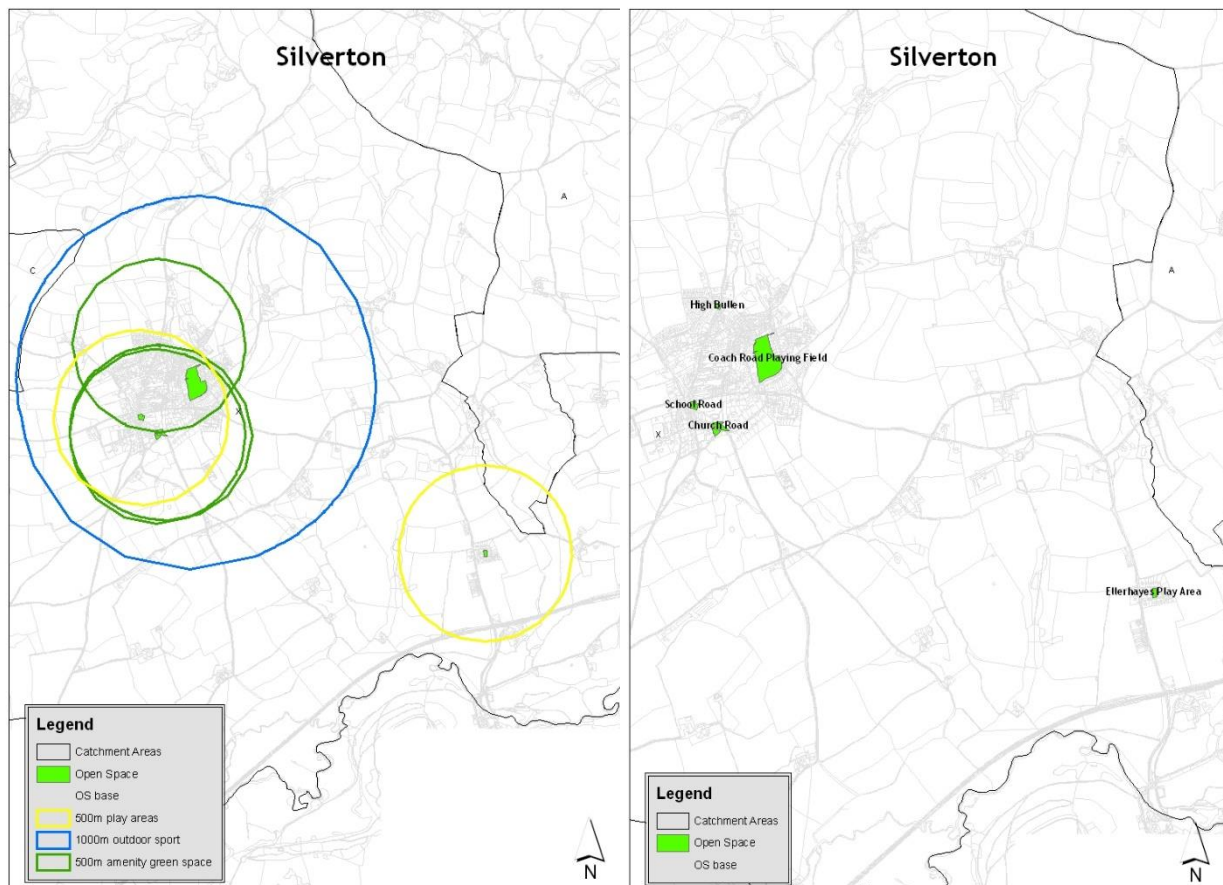 Silverton
A
C
X
Legend
Catchment Areas
Open Space
OS base
500m play areas
1000m outdoor sport
500m amenity green space
N
Silverton
A
High Bullen
Coach Road Playing Field
School Road
Church Road
X
Ellerhayes Play Area
Legend
Catchment Areas
Open Space
OS base
N